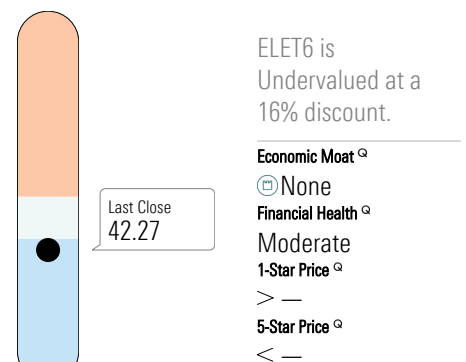 ELET6 is
Undervalued at a
16% discount.
Economic Moat Q
None
Financial Health Q
Moderate
1-Star Price Q
> —
5-Star Price Q
< —
Last Close
42.27